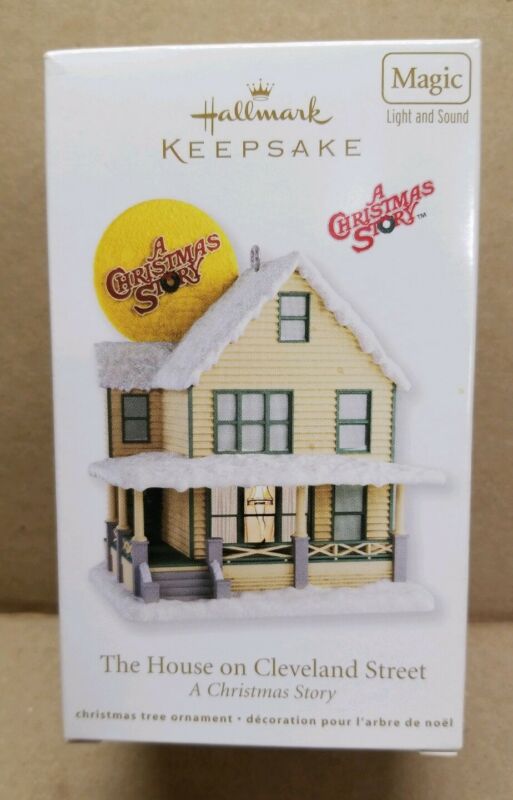 Hallmark
KEEPSAKE
Magic
Light and Sound
A
CHRISTMAS
STORY™
A
CHRISTMAS
STORY
The House on Cleveland Street
A Christmas Story
christmas tree ornament • décoration pour l'arbre de noël